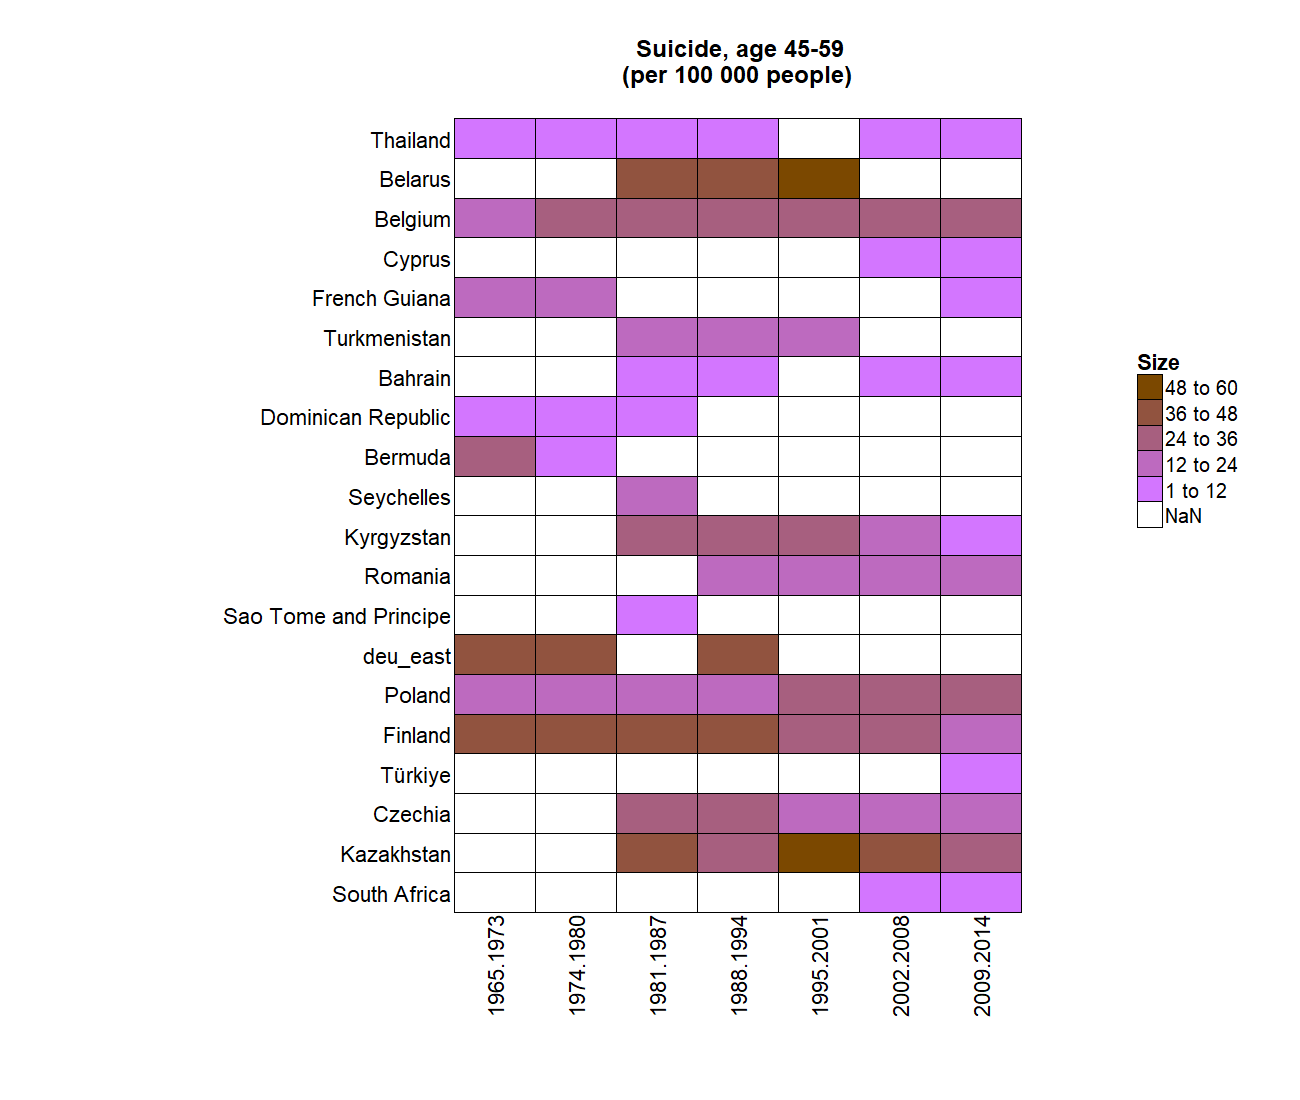 Suicide, age 45-59
(per 100 000 people)
Thailand
Belarus
Belgium
Cyprus
French Guiana
Turkmenistan
Bahrain
Dominican Republic
Bermuda
Seychelles
Kyrgyzstan
Romania
Sao Tome and Principe
deu_east
Poland
Finland
Türkiye
Czechia
Kazakhstan
South Africa
1965.1973
1974.1980
1981.1987
1988.1994
1995.2001
2002.2008
2009.2014
Size
48 to 60
36 to 48
24 to 36
12 to 24
1 to 12
NaN